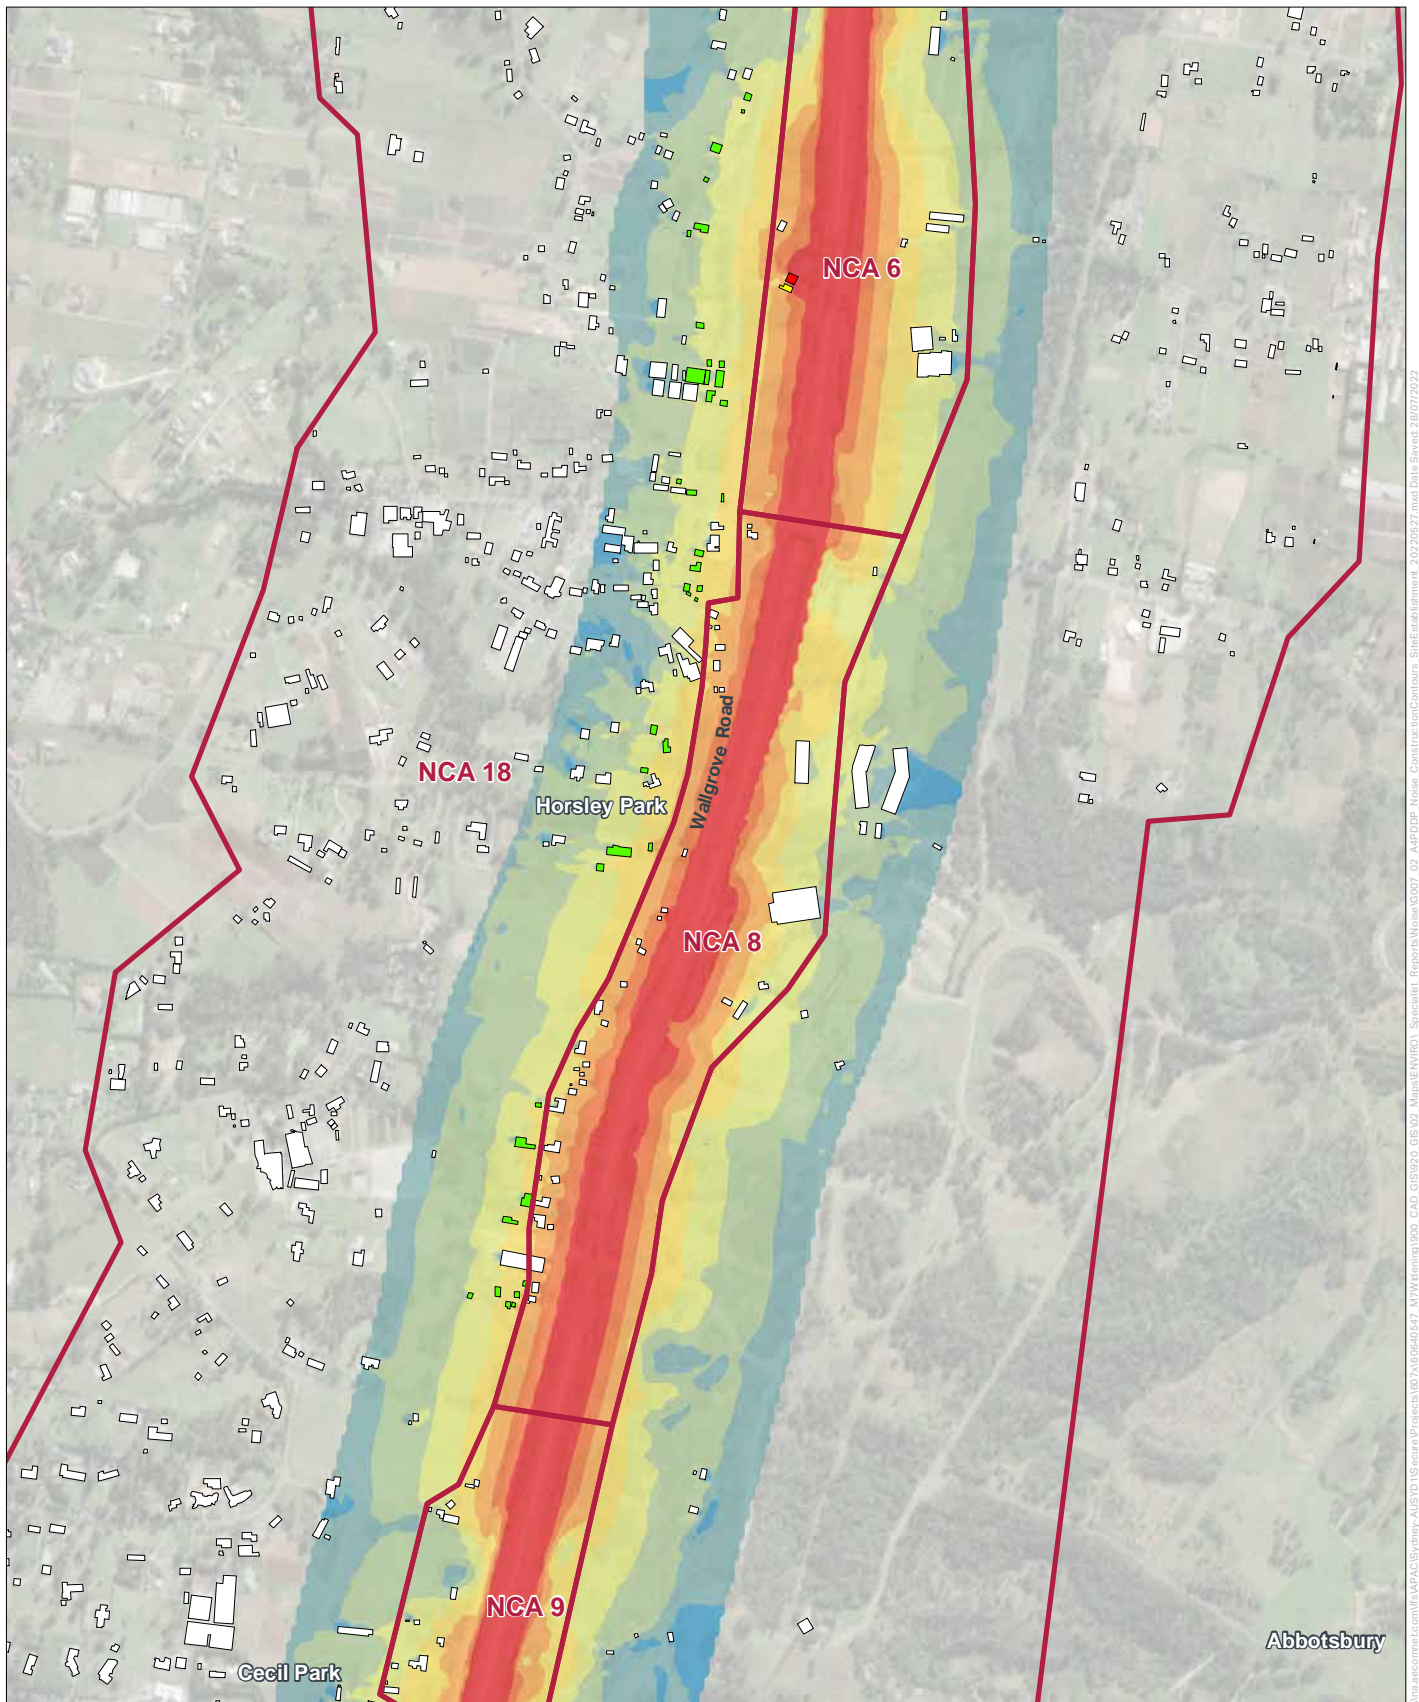 NCA 6
Wallgrove Road
NCA 18
Horsley Park
NCA 8
NCA 9
Abbotsbury
Cecil Park